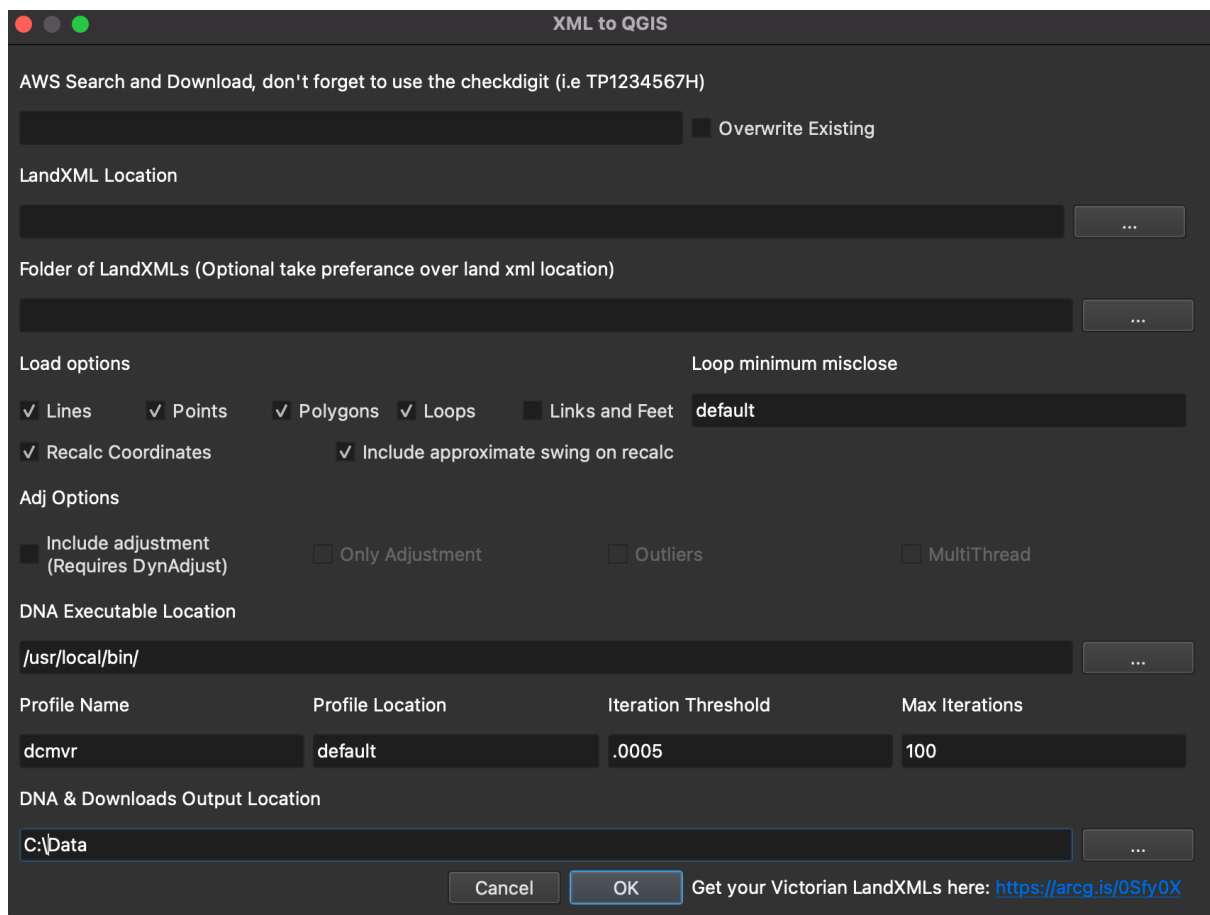 XML to QGIS
AWS Search and Download, don't forget to use the checkdigit (i.e TP1234567H)
Overwrite Existing
LandXML Location
...
Folder of LandXMLs (Optional take preferance over land xml location)
...
Load options
Loop minimum misclose
Lines Points Polygons Loops Links and Feet
default
Recalc Coordinates Include approximate swing on recalc
Adj Options
Include adjustment
(Requires DynAdjust)
Only Adjustment Outliers MultiThread
DNA Executable Location
/usr/local/bin/
...
Profile Name Profile Location Iteration Threshold Max Iterations
dcmvr default .0005 100
DNA & Downloads Output Location
C:\Data
...
Cancel OK Get your Victorian LandXMLs here: https://arcg.is/0Sfy0X